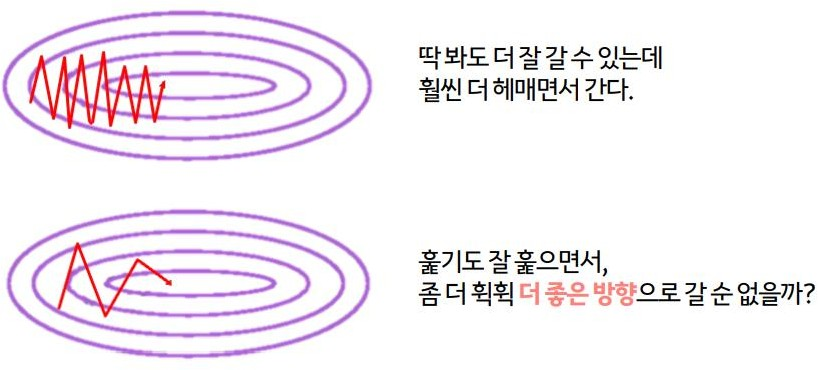 딱 봐도 더 잘 갈 수 있는데
훨씬 더 헤매면서 간다.
훑기도 잘 훑으면서,
좀 더 휙휙 더 좋은 방향으로 갈 순 없을까?